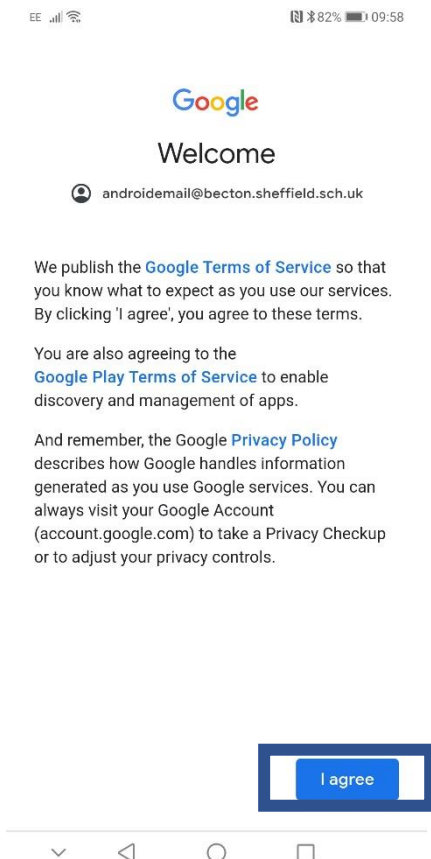 EE 82% 09:58
Google
Welcome
androidemail@becton.sheffield.sch.uk
We publish the Google Terms of Service so that
you know what to expect as you use our services.
By clicking 'I agree', you agree to these terms.
You are also agreeing to the
Google Play Terms of Service to enable
discovery and management of apps.
And remember, the Google Privacy Policy
describes how Google handles information
generated as you use Google services. You can
always visit your Google Account
(account.google.com) to take a Privacy Checkup
or to adjust your privacy controls.
I agree